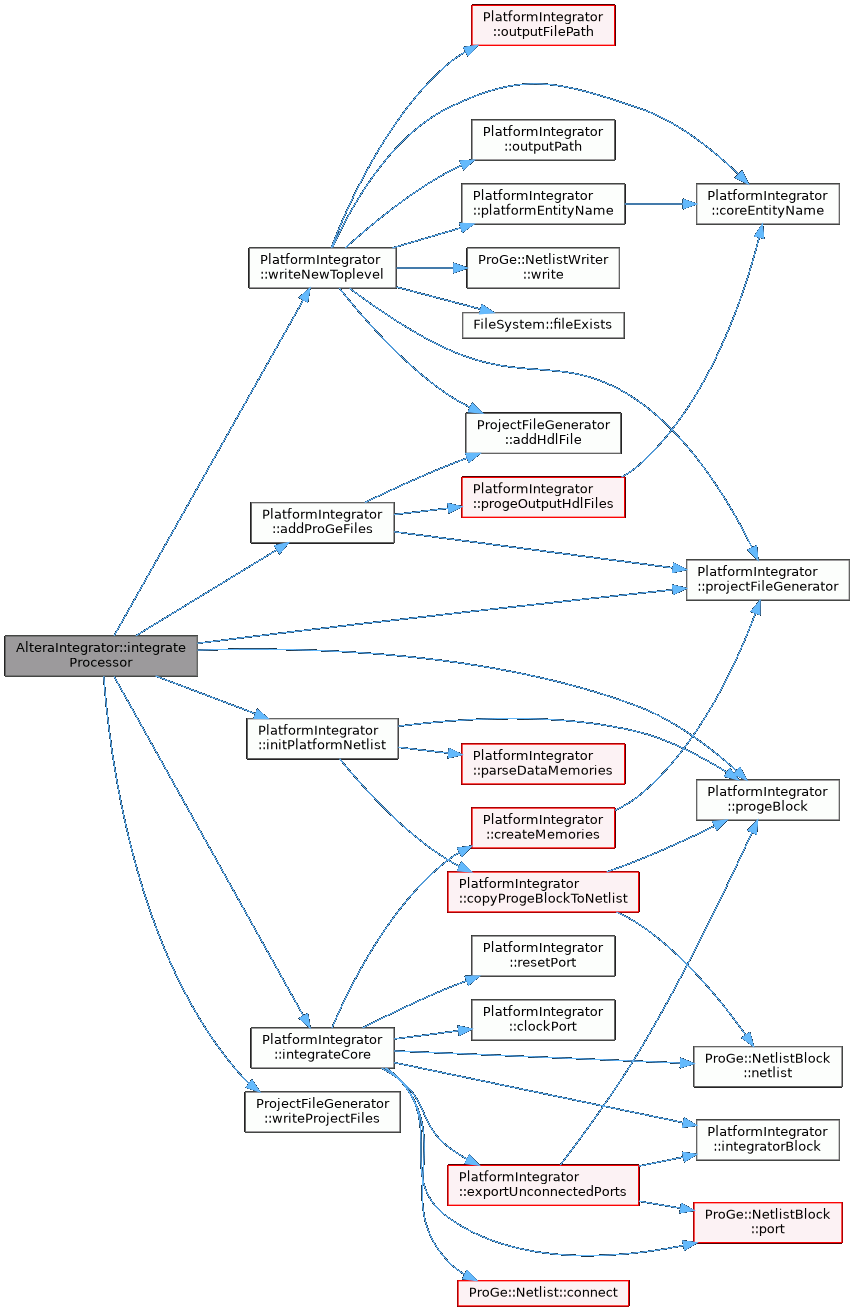 PlatformIntegrator
::outputFilePath
PlatformIntegrator
::outputPath
PlatformIntegrator
::platformEntityName
PlatformIntegrator
::coreEntityName
PlatformIntegrator
::writeNewToplevel
ProGe::NetlistWriter
::write
FileSystem::fileExists
ProjectFileGenerator
::addHdlFile
PlatformIntegrator
::progeOutputHdlFiles
PlatformIntegrator
::addProGeFiles
PlatformIntegrator
::projectFileGenerator
AlteraIntegrator::integrate
Processor
PlatformIntegrator
::initPlatformNetlist
PlatformIntegrator
::parseDataMemories
PlatformIntegrator
::progeBlock
PlatformIntegrator
::createMemories
PlatformIntegrator
::copyProgeBlockToNetlist
PlatformIntegrator
::resetPort
PlatformIntegrator
::clockPort
PlatformIntegrator
::integrateCore
ProGe::NetlistBlock
::netlist
ProjectFileGenerator
::writeProjectFiles
PlatformIntegrator
::integratorBlock
PlatformIntegrator
::exportUnconnectedPorts
ProGe::NetlistBlock
::port
ProGe::Netlist::connect